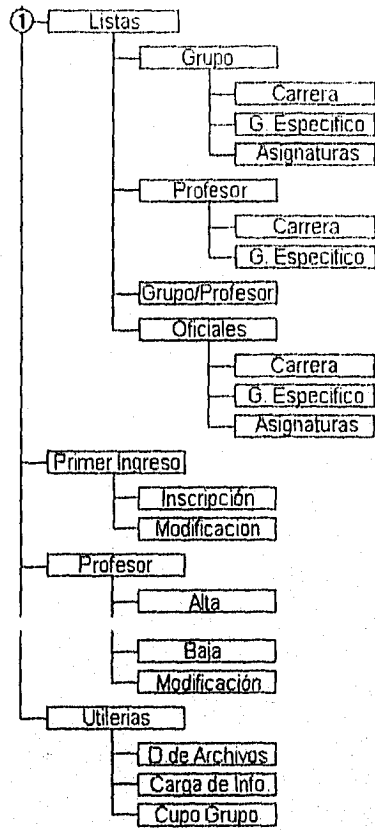 1
Listas
Grupo
Carrera
G. Especifico
Asignaturas
Profesor
Carrera
G. Especifico
Grupo/Profesor
Oficiales
Carrera
G. Especifico
Asignaturas
Primer Ingreso
Inscripción
Modificacion
Profesor
Alta
Baja
Modificación
Utilerias
D.de Archivos
Carga de Info.
Cupo Grupo